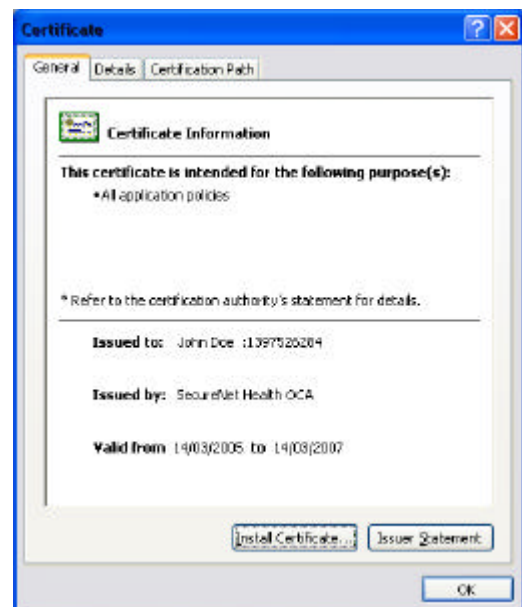 Certificate
General Details Certification Path
Certificate Information
This certificate is intended for the following purpose(s):
•All application policies
* Refer to the certification authority's statement for details.
Issued to: John Doe :1397526284
Issued by: SecureNet Health OCA
Valid from 14/03/2005 to 14/03/2007
Install Certificate... Issuer Statement
OK